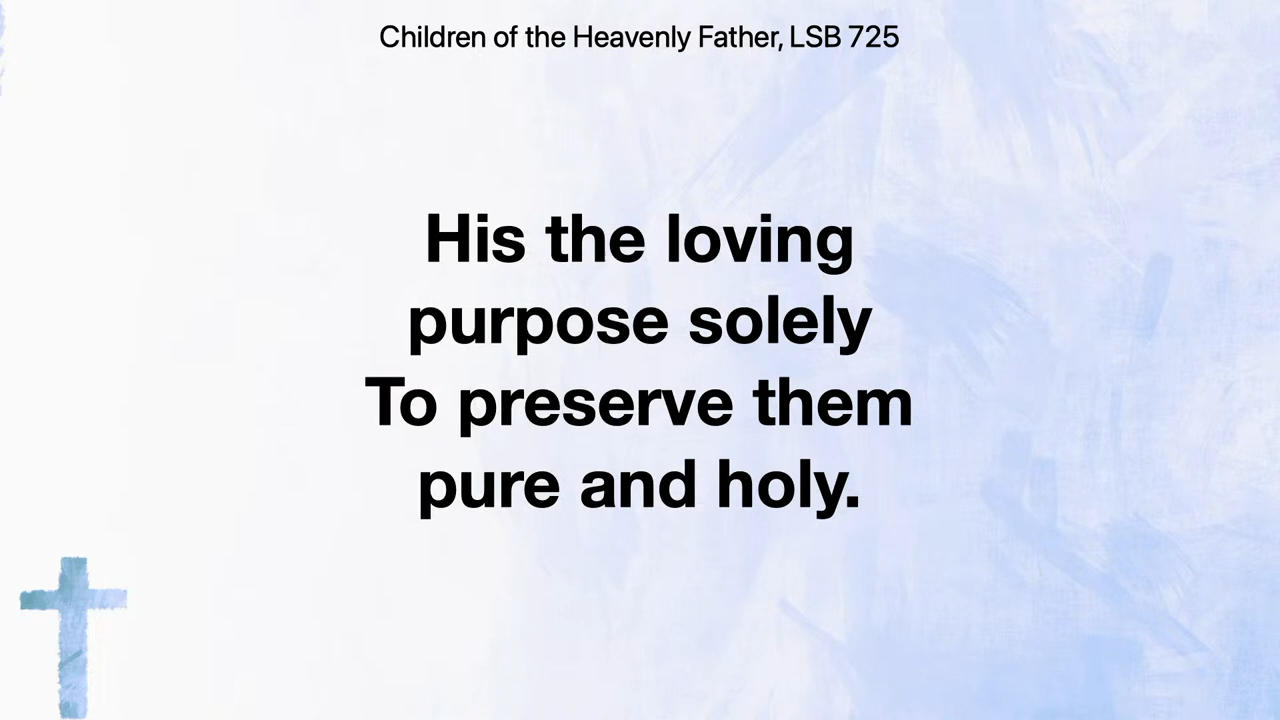 Children of the Heavenly Father, LSB 725
His the loving
purpose solely
To preserve them
pure and holy.